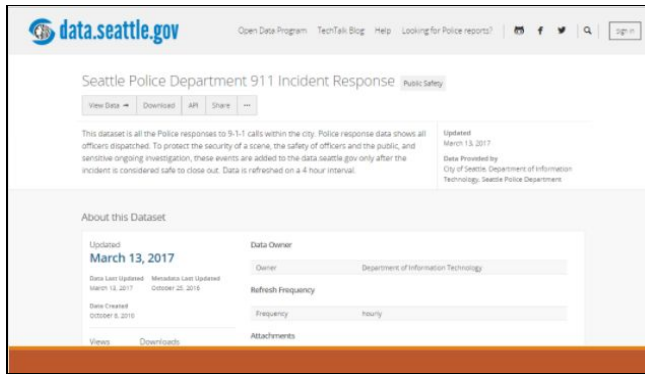 data.seattle.gov
Open Data Program TechTalk Blog Help Looking for Police reports? Sign In
Seattle Police Department 911 Incident Response Public Safety
View Data Download API Share ...
This dataset is all the Police responses to 9-1-1 calls within the city. Police response data shows all
officers dispatched. To protect the security of a scene, the safety of officers and the public, and
sensitive ongoing investigation, these events are added to the data.seattle.gov only after the
incident is considered safe to close out. Data is refreshed on a 4 hour interval.
Updated
March 13, 2017
Data Provided by
City of Seattle, Department of Information
Technology, Seattle Police Department
About this Dataset
Updated
March 13, 2017
Data Last Updated Metadata Last Updated
March 13, 2017 October 25, 2016
Date Created
October 8, 2010
Views Downloads
Data Owner
Owner Department of Information Technology
Refresh Frequency
Frequency hourly
Attachments